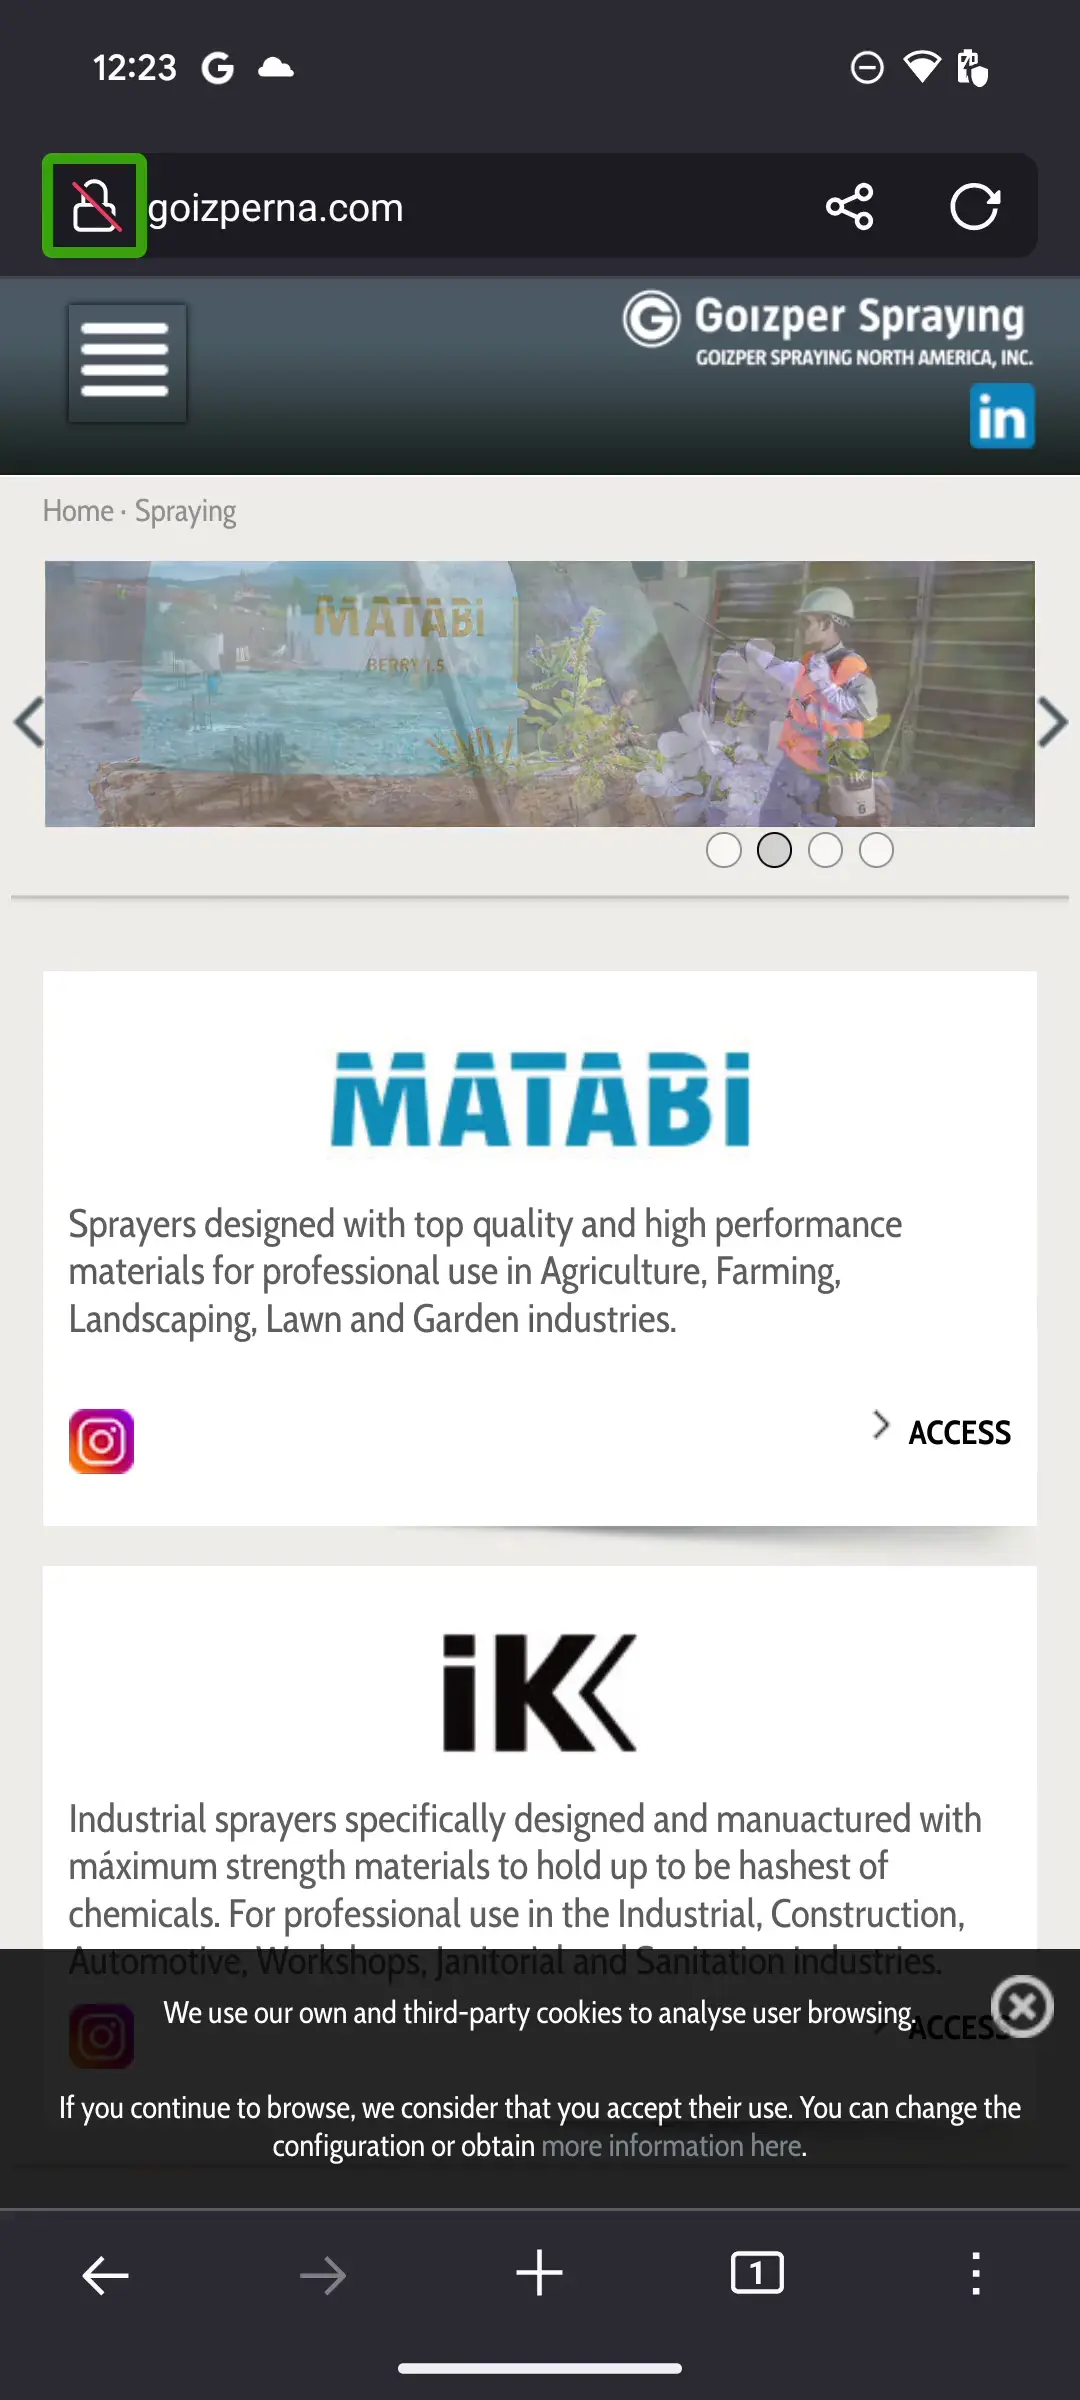 12:23
goizperna.com
Goizper Spraying
GOIZPER SPRAYING NORTH AMERICA, INC.
in
Home · Spraying
MATABi
BERRY 1.5
iK
6
MATABi
Sprayers designed with top quality and high performance
materials for professional use in Agriculture, Farming,
Landscaping, Lawn and Garden industries.
ACCESS
iK
Industrial sprayers specifically designed and manuactured with
máximum strength materials to hold up to be hashest of
chemicals. For professional use in the Industrial, Construction,
Automotive, Workshops, Janitorial and Sanitation Industries.
ACCESS
We use our own and third-party cookies to analyse user browsing.
If you continue to browse, we consider that you accept their use. You can change the
configuration or obtain more information here.
1